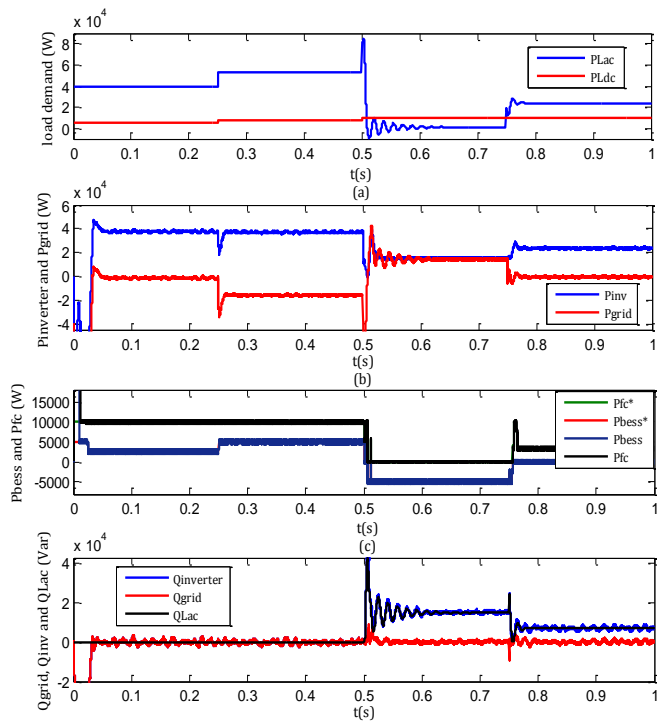 x 10^4
load demand (W)
80
60
40
20
0
PLac
PLdc
0 0.1 0.2 0.3 0.4 0.5 0.6 0.7 0.8 0.9 1
t(s)
(a)
x 10^4
Pinverter and Pgrid (W)
6
4
2
0
-2
-4
Pinv
Pgrid
0 0.1 0.2 0.3 0.4 0.5 0.6 0.7 0.8 0.9 1
t(s)
(b)
Pbess and Pfc (W)
15000
10000
5000
0
-5000
Pfc*
Pbess*
Pbess
Pfc
0 0.1 0.2 0.3 0.4 0.5 0.6 0.7 0.8 0.9 1
t(s)
(c)
x 10^4
Qgrid, Qinv and QLac (Var)
4
2
0
-2
Qinverter
Qgrid
QLac
0 0.1 0.2 0.3 0.4 0.5 0.6 0.7 0.8 0.9 1
t(s)